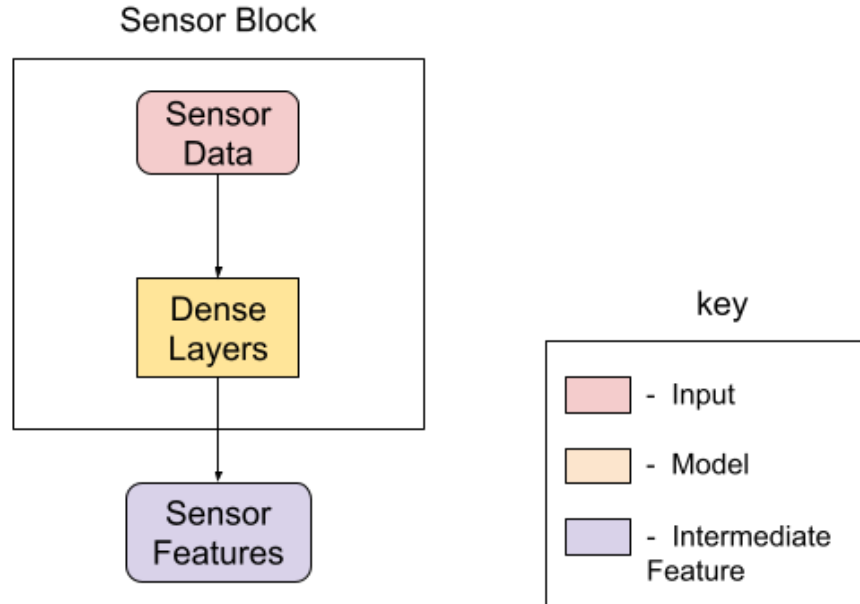 Sensor Block
Sensor
Data
Dense
Layers
Sensor
Features
key
- Input
- Model
- Intermediate
Feature